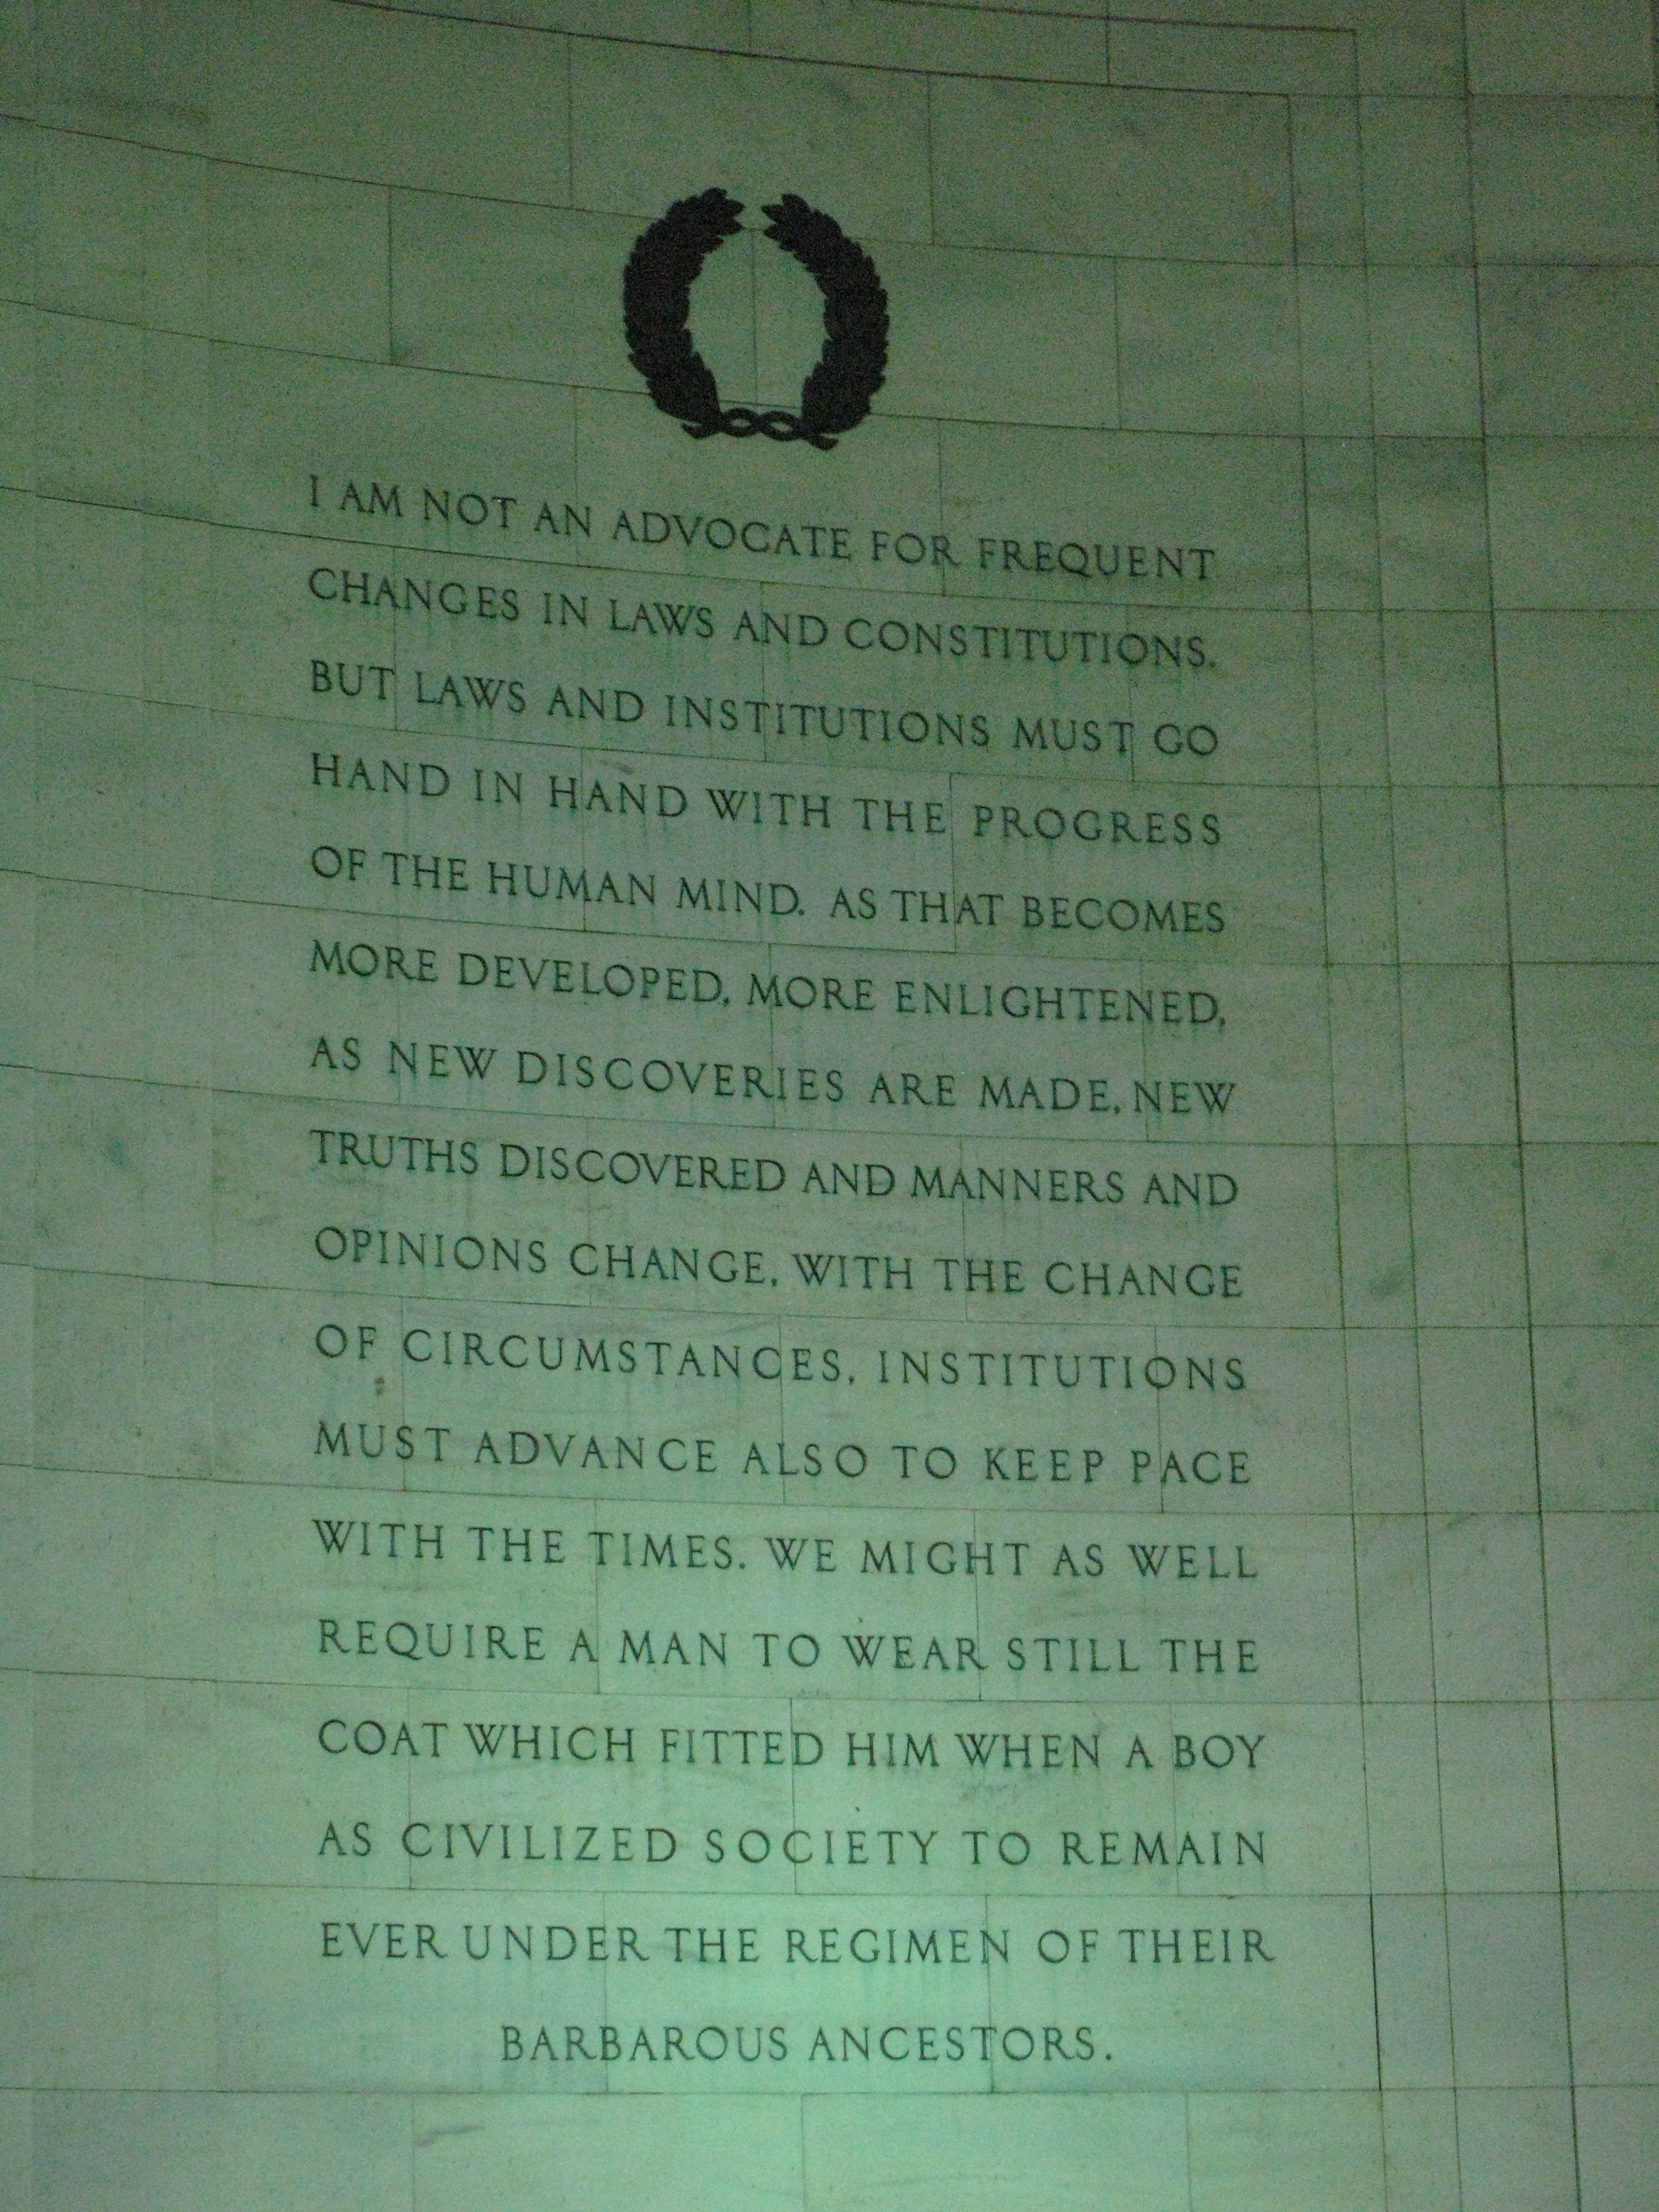 I AM NOT AN ADVOCATE FOR FREQUENT
CHANGES IN LAWS AND CONSTITUTIONS.
BUT LAWS AND INSTITUTIONS MUST GO
HAND IN HAND WITH THE PROGRESS
OF THE HUMAN MIND. AS THAT BECOMES
MORE DEVELOPED, MORE ENLIGHTENED,
AS NEW DISCOVERIES ARE MADE, NEW
TRUTHS DISCOVERED AND MANNERS AND
OPINIONS CHANGE, WITH THE CHANGE
OF CIRCUMSTANCES, INSTITUTIONS
MUST ADVANCE ALSO TO KEEP PACE
WITH THE TIMES. WE MIGHT AS WELL
REQUIRE A MAN TO WEAR STILL THE
COAT WHICH FITTED HIM WHEN A BOY
AS CIVILIZED SOCIETY TO REMAIN
EVER UNDER THE REGIMEN OF THEIR
BARBAROUS ANCESTORS.